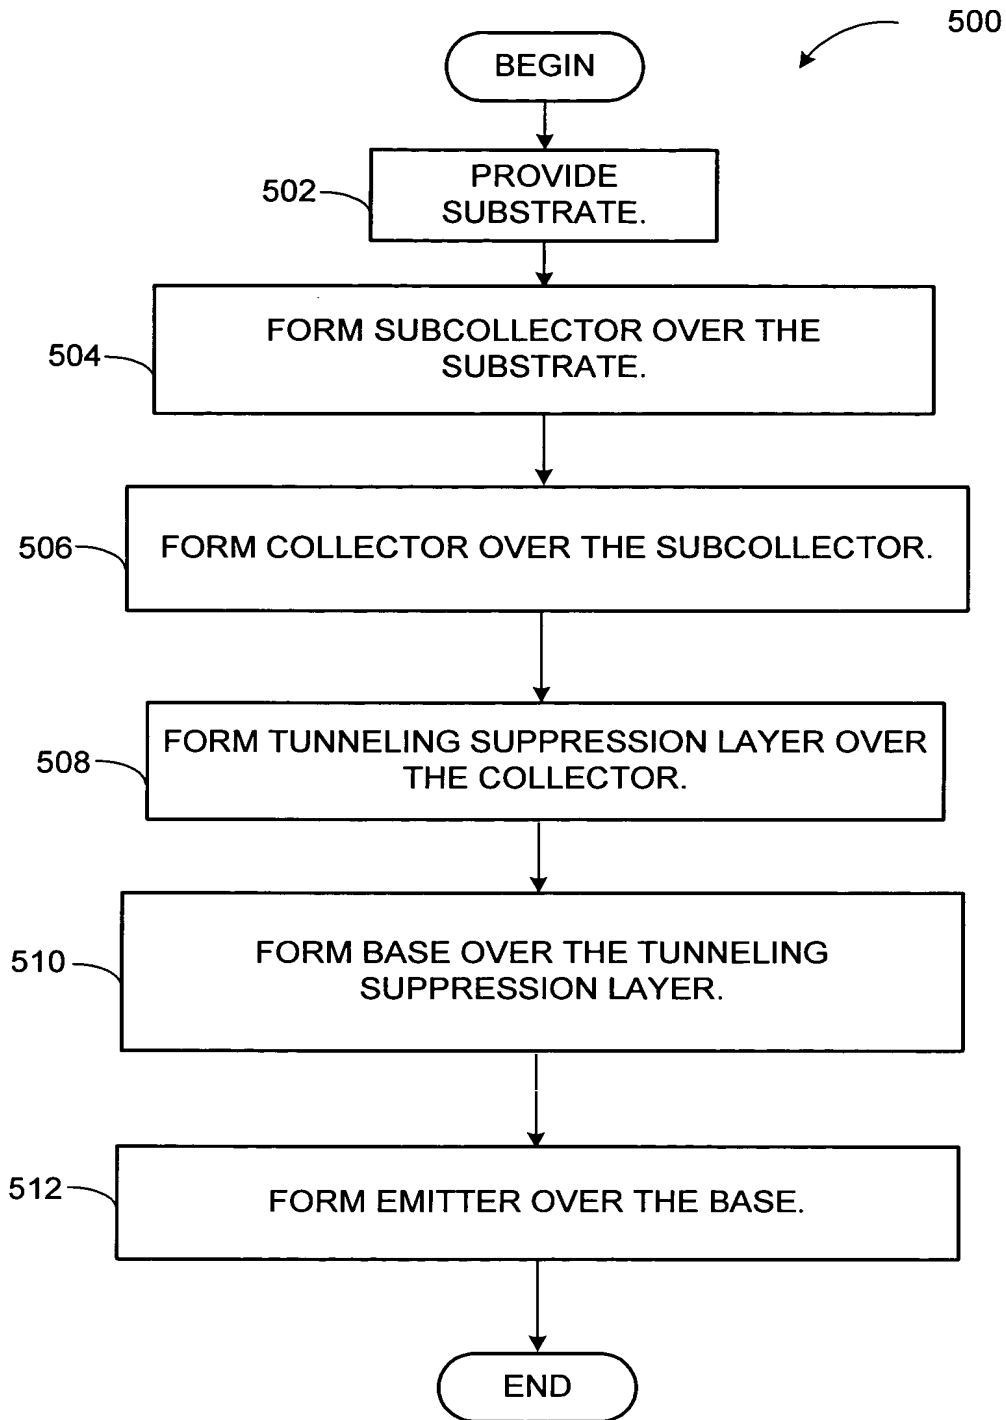 500
BEGIN
502
PROVIDE
SUBSTRATE.
504
FORM SUBCOLLECTOR OVER THE
SUBSTRATE.
506
FORM COLLECTOR OVER THE SUBCOLLECTOR.
508
FORM TUNNELING SUPPRESSION LAYER OVER
THE COLLECTOR.
510
FORM BASE OVER THE TUNNELING
SUPPRESSION LAYER.
512
FORM EMITTER OVER THE BASE.
END